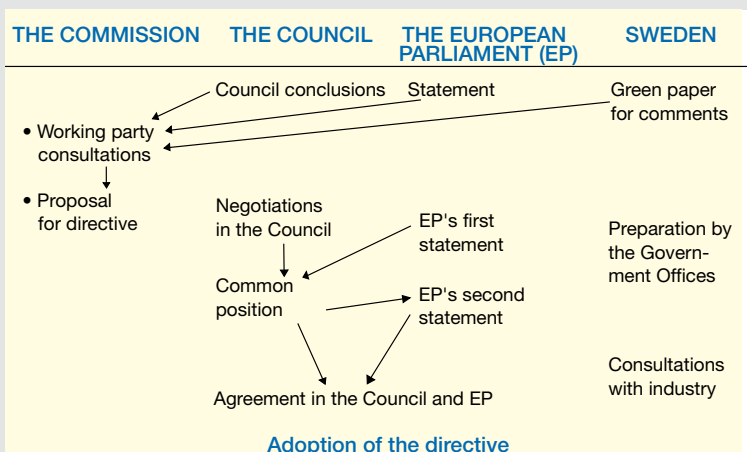 THE COMMISSION
THE COUNCIL
THE EUROPEAN
PARLIAMENT (EP)
SWEDEN
Council conclusions
Statement
Green paper
for comments
• Working party
consultations
• Proposal
for directive
Negotiations
in the Council
EP's first
statement
Preparation by
the Govern-
ment Offices
Common
position
EP's second
statement
Consultations
with industry
Agreement in the Council and EP
Adoption of the directive